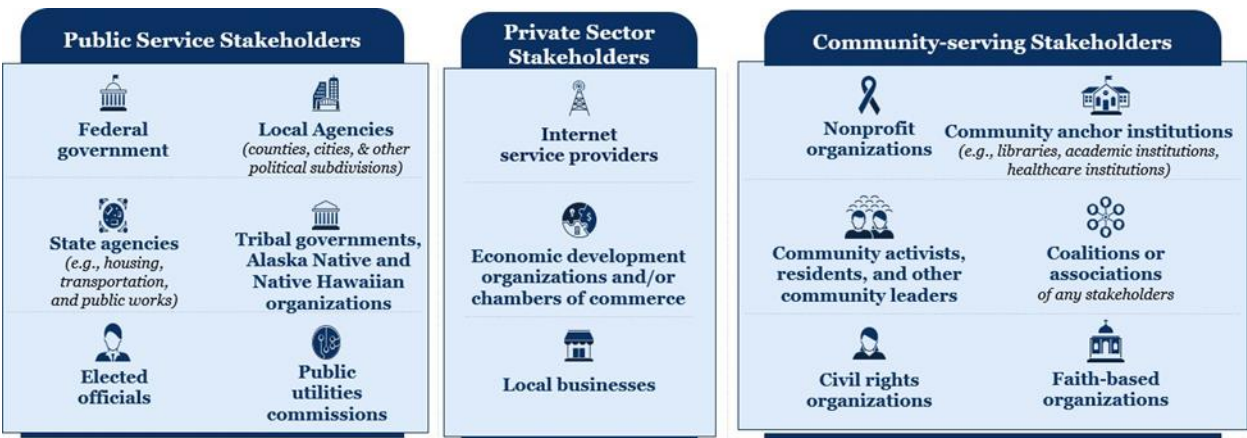 Public Service Stakeholders
Federal
government
Local Agencies
(counties, cities, & other
political subdivisions)
State agencies
(e.g., housing,
transportation,
and public works)
Tribal governments,
Alaska Native and
Native Hawaiian
organizations
Elected
officials
Public
utilities
commissions
Private Sector
Stakeholders
Internet
service providers
Economic development
organizations and/or
chambers of commerce
Local businesses
Community-serving Stakeholders
Nonprofit
organizations
Community anchor institutions
(e.g., libraries, academic institutions,
healthcare institutions)
Community activists,
residents, and other
community leaders
Coalitions or
associations
of any stakeholders
Civil rights
organizations
Faith-based
organizations